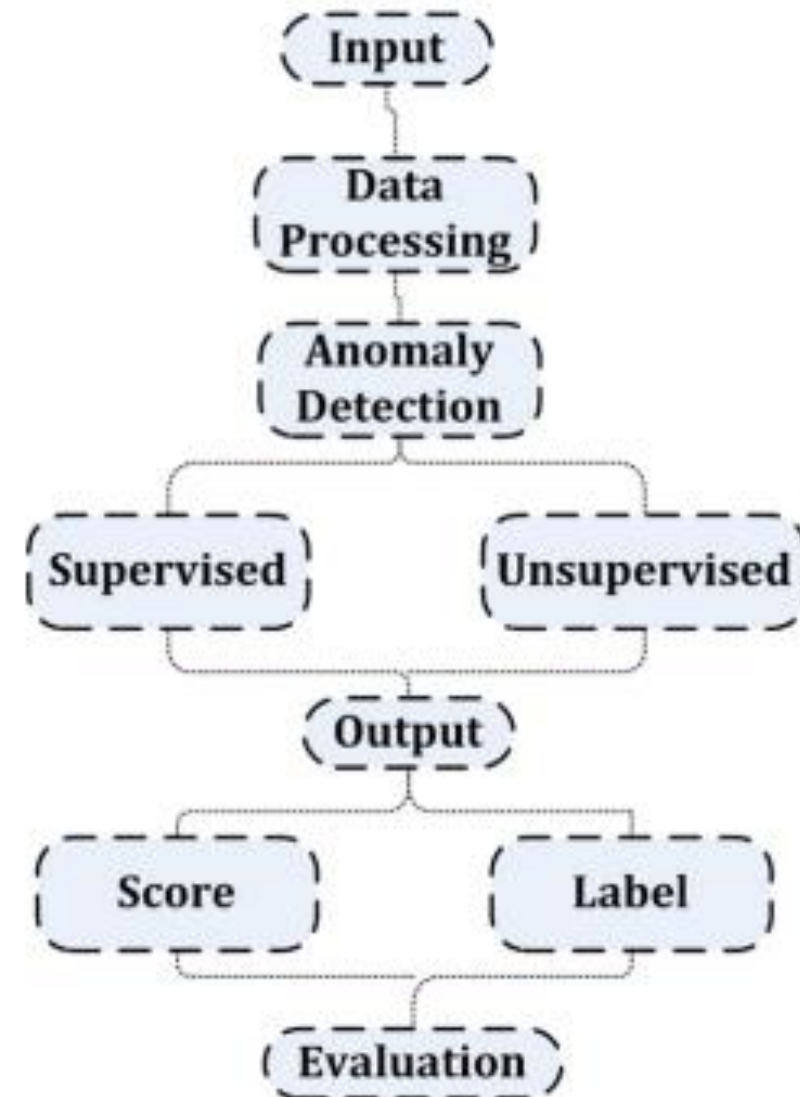 Input
Data
Processing
Anomaly
Detection
Supervised
Unsupervised
Output
Score
Label
Evaluation